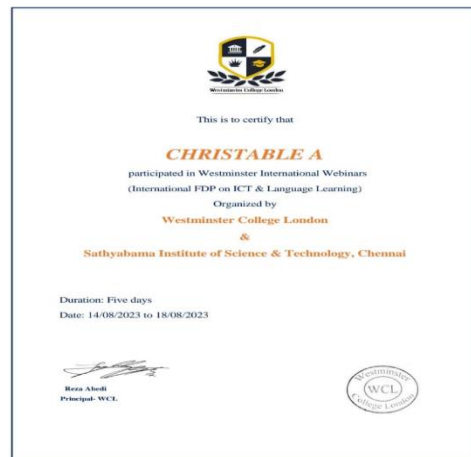 Westminster College London
This is to certify that
CHRISTABLE A
participated in Westminster International Webinars
(International FDP on ICT & Language Learning)
Organized by
Westminster College London
&
Sathyabama Institute of Science & Technology, Chennai
Duration: Five days
Date: 14/08/2023 to 18/08/2023
Reza Abedi
Principal- WCL
Westminster
WCL
College London